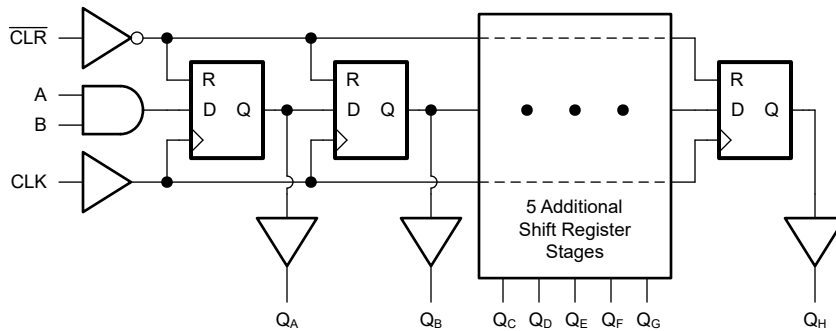 CLR
R
R
R
A
D Q
D Q
D Q
B
CLK
5 Additional
Shift Register
Stages
QA
QB
QC
QD
QE
QF
QG
QH